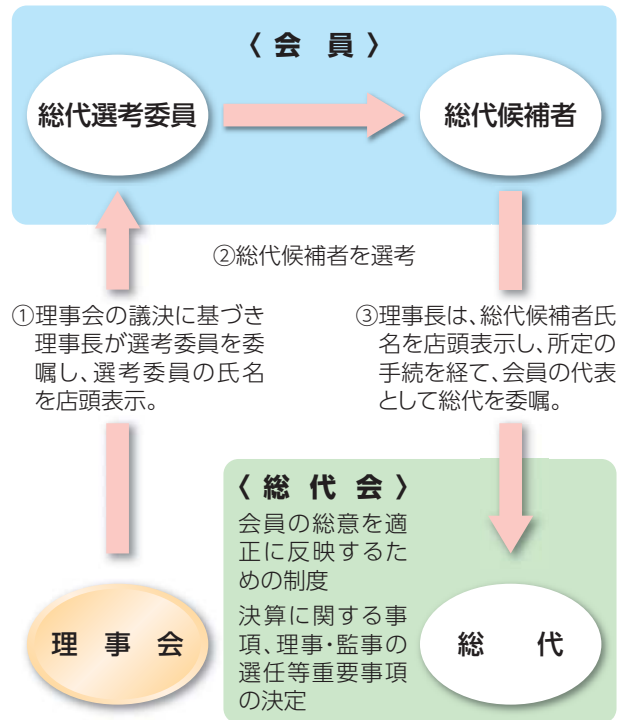 〈 会 員 〉
総代選考委員
総代候補者
②総代候補者を選考
①理事会の議決に基づき
理事長が選考委員を委
嘱し、選考委員の氏名
を店頭表示。
③理事長は、総代候補者氏
名を店頭表示し、所定の
手続を経て、会員の代表
として総代を委嘱。
〈 総 代 会 〉
会員の総意を適
正に反映するた
めの制度
決算に関する事
項、理事・監事の
選任等重要事項
の決定
理 事 会
総 代